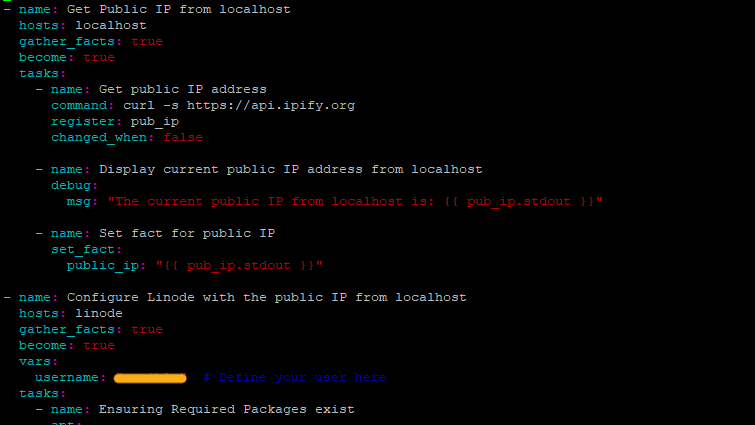 - name: Get Public IP from localhost
  hosts: localhost
  gather_facts: true
  become: true
  tasks:
    - name: Get public IP address
      command: curl -s https://api.ipify.org
      register: pub_ip
      changed_when: false

    - name: Display current public IP address from localhost
      debug:
        msg: "The current public IP from localhost is: {{ pub_ip.stdout }}"

    - name: Set fact for public IP
      set_fact:
        public_ip: "{{ pub_ip.stdout }}"

- name: Configure Linode with the public IP from localhost
  hosts: linode
  gather_facts: true
  become: true
  vars:
    username:  # Define your user here
  tasks:
    - name: Ensuring Required Packages exist
      apt: